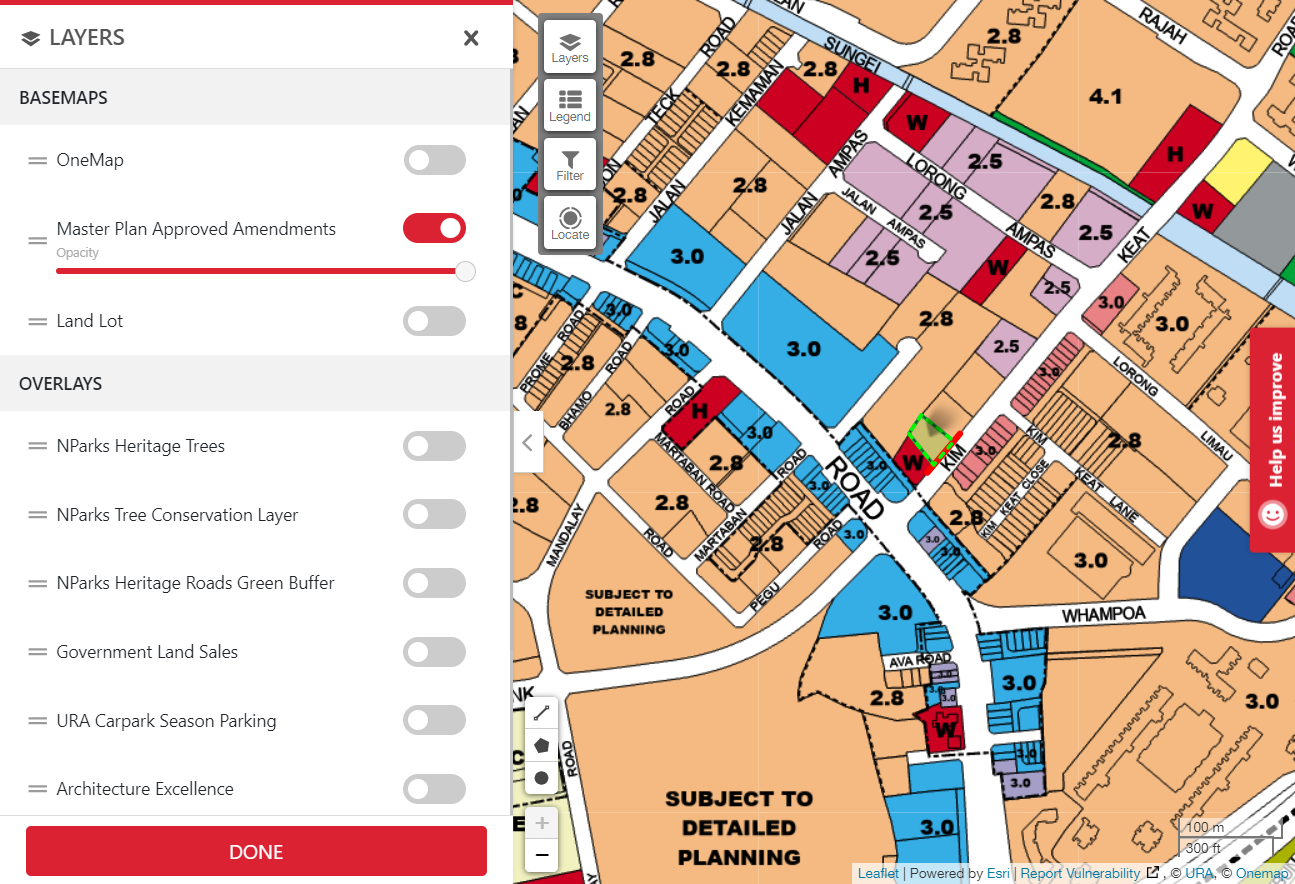 LAYERS
BASEMAPS
OneMap
Master Plan Approved Amendments
Opacity
Land Lot
OVERLAYS
NParks Heritage Trees
NParks Tree Conservation Layer
NParks Heritage Roads Green Buffer
Government Land Sales
URA Carpark Season Parking
Architecture Excellence
DONE
Layers
Legend
Filter
Locate
SUNGEI
RAJAH
ROAD
TECK
KEMAMAN
JALAN
AMPAS
JALAN
LORONG
AMPAS
JALAN
AMPAS
KEAT
KIM
2.8
2.8
2.8
2.8
4.1
H
W
H
W
2.5
2.5
2.8
2.5
2.5
W
2.5
2.8
2.8
3.0
3.0
2.8
2.5
3.0
3.0
3.0
3.0
3.0
PROME
ROAD
BHAMO
ROAD
2.8
2.8
ROAD
H
3.0
MARTABAN ROAD
2.8
2.8
3.0
ROAD
3.0
ROAD
W
3.0
KIM
KEAT LANE
LORONG
LIMAU
2.8
2.8
KIM KEAT CLOSE
3.0
3.0
3.0
MANDALAY
ROAD
MARTABAN
ROAD
2.8
3.0
PEGU
2.8
SUBJECT TO
DETAILED
PLANNING
3.0
WHAMPOA
AVA ROAD
3.0
3.0
3.0
2.8
W
3.0
3.0
3.0
3.0
ROAD
SUBJECT TO
DETAILED
PLANNING
3.0
100 m
300 ft
Leaflet | Powered by Esri | Report Vulnerability , © URA, © Onemap
Help us improve